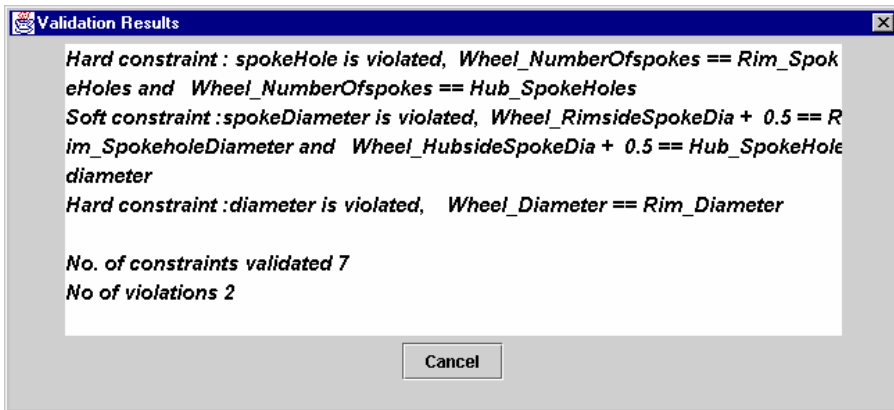 Validation Results
Hard constraint : spokeHole is violated, Wheel_NumberOfspokes == Rim_Spok
eHoles and Wheel_NumberOfspokes == Hub_SpokeHoles
Soft constraint :spokeDiameter is violated, Wheel_RimsideSpokeDia + 0.5 == R
im_SpokeholeDiameter and Wheel_HubsideSpokeDia + 0.5 == Hub_SpokeHole
diameter
Hard constraint :diameter is violated, Wheel_Diameter == Rim_Diameter
No. of constraints validated 7
No of violations 2
Cancel